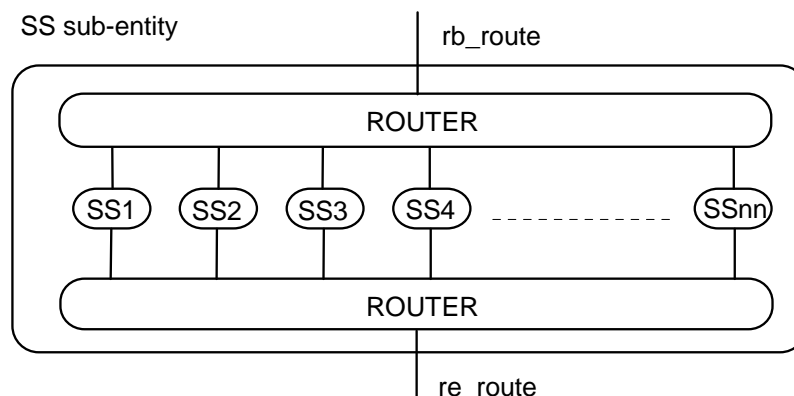 SS sub-entity
rb_route
ROUTER
SS1 SS2 SS3 SS4 SSnn
ROUTER
re_route